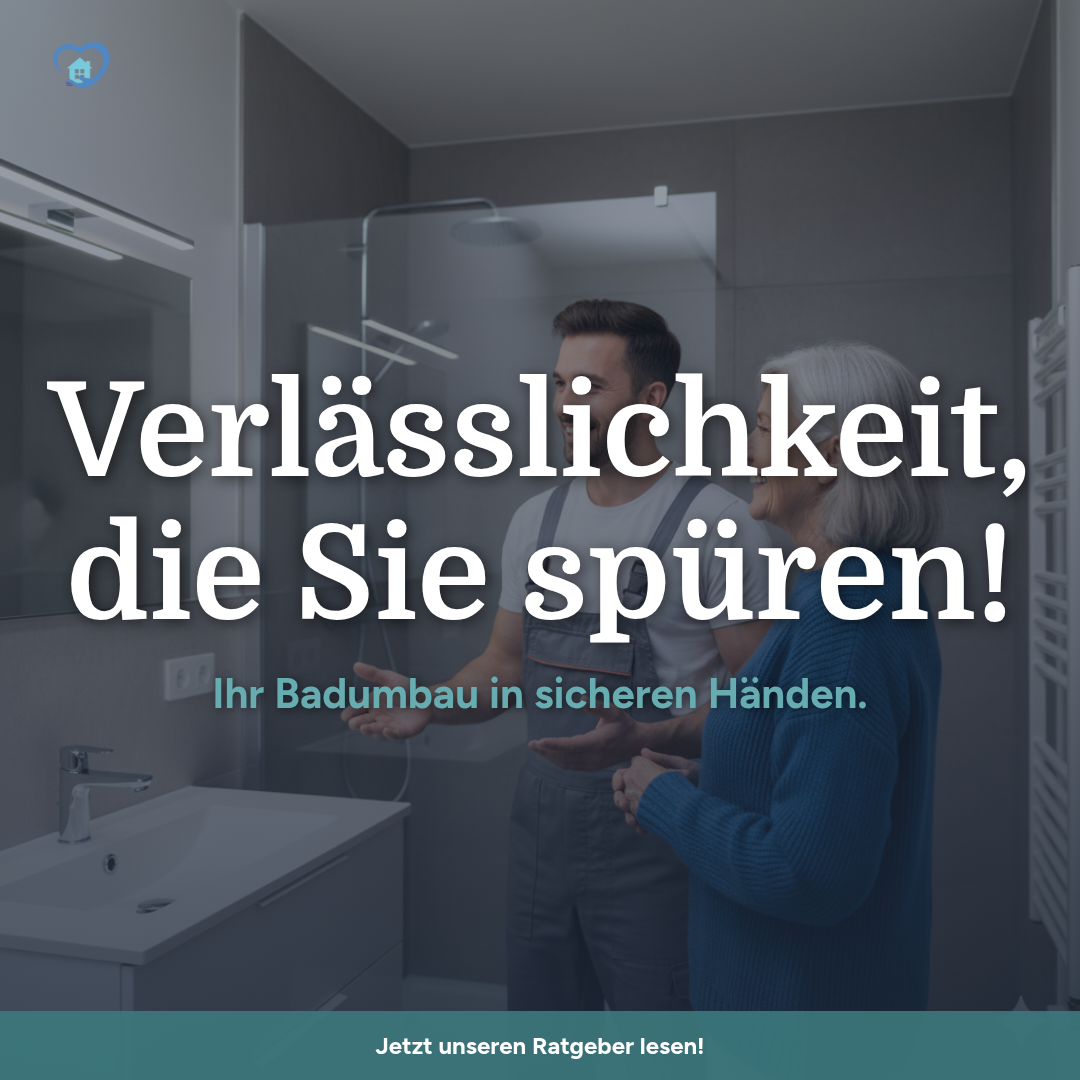 Verlässlichkeit,
die Sie spüren!
Ihr Badumbau in sicheren Händen.
Jetzt unseren Ratgeber lesen!